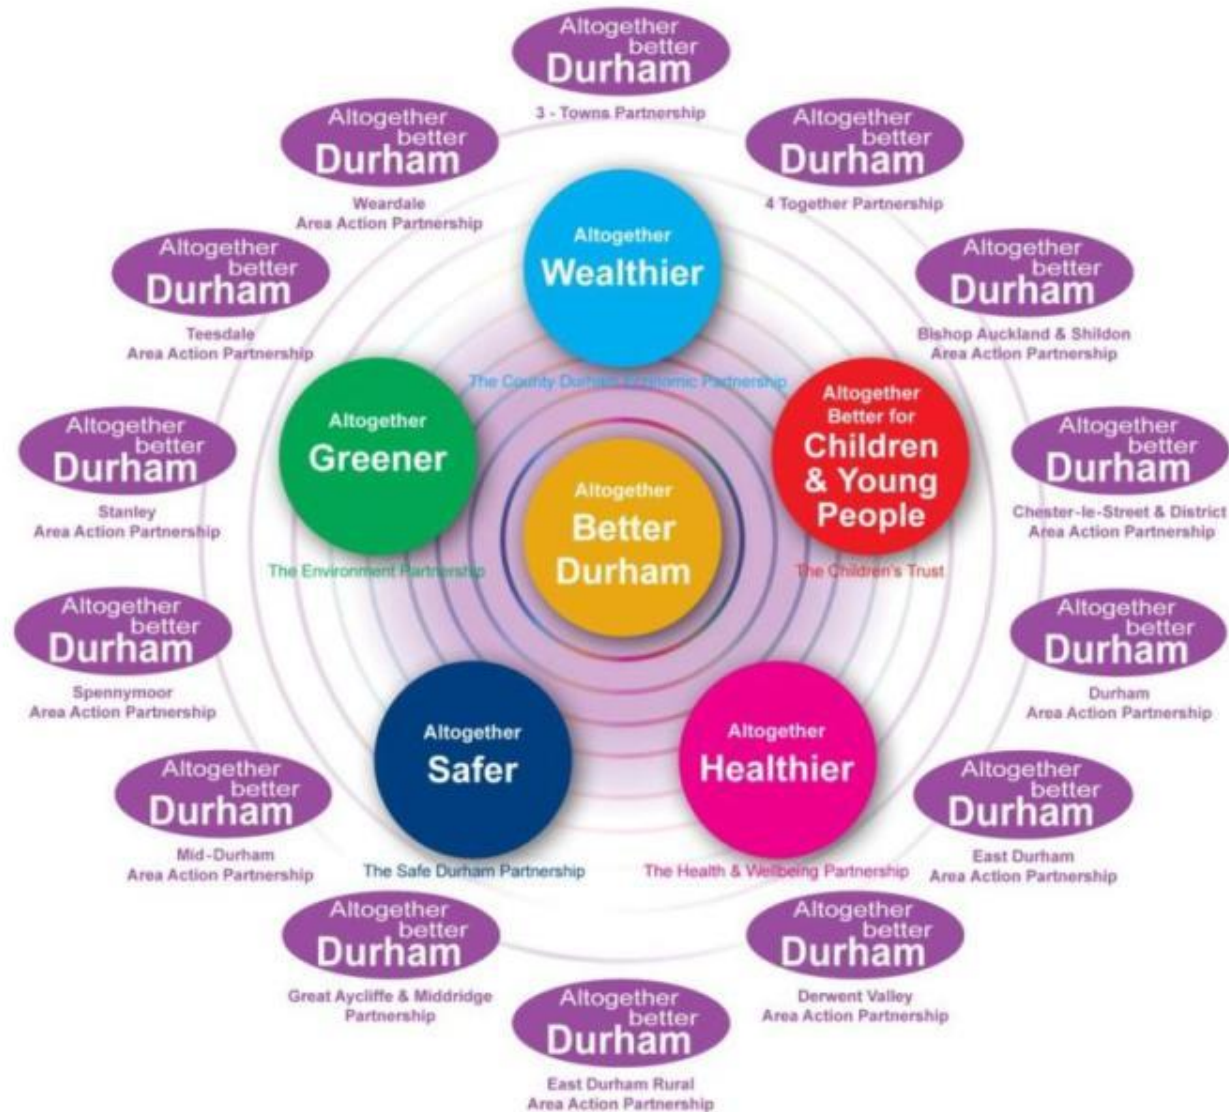 Altogether
better
Durham
3 - Towns Partnership
Altogether
better
Durham
Weardale
Area Action Partnership
Altogether
better
Durham
4 Together Partnership
Altogether
better
Durham
Teesdale
Area Action Partnership
Altogether
Wealthier
The County Durham Economic Partnership
Altogether
better
Durham
Bishop Auckland & Shildon
Area Action Partnership
Altogether
better
Durham
Stanley
Area Action Partnership
Altogether
Greener
The Environment Partnership
Altogether
Better
Durham
Altogether
Better for
Children
& Young
People
The Children's Trust
Altogether
better
Durham
Chester-le-Street & District
Area Action Partnership
Altogether
better
Durham
Spennymoor
Area Action Partnership
Altogether
better
Durham
Durham
Area Action Partnership
Altogether
better
Durham
Mid-Durham
Area Action Partnership
Altogether
Safer
The Safe Durham Partnership
Altogether
Healthier
The Health & Wellbeing Partnership
Altogether
better
Durham
East Durham
Area Action Partnership
Altogether
better
Durham
Great Aycliffe & Middridge
Partnership
Altogether
better
Durham
East Durham Rural
Area Action Partnership
Altogether
better
Durham
Derwent Valley
Area Action Partnership